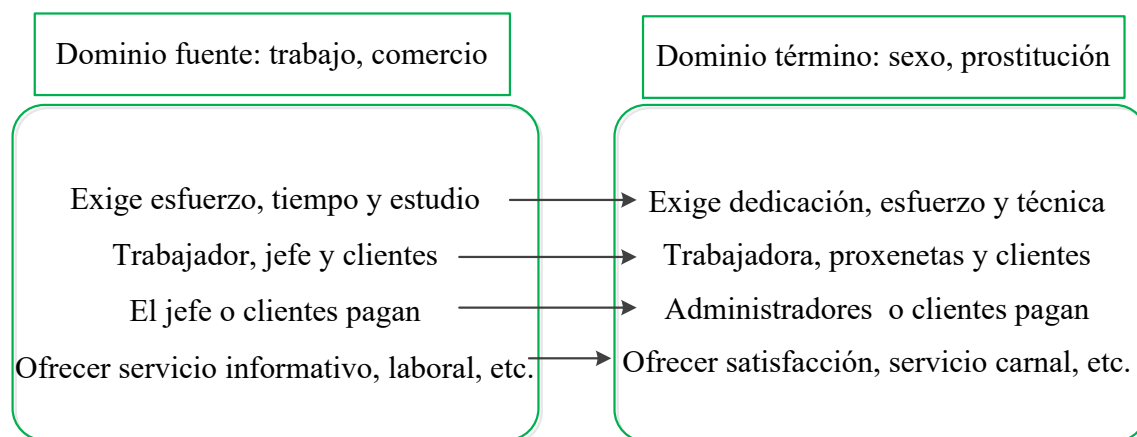 Dominio fuente: trabajo, comercio
Dominio término: sexo, prostitución
Exige esfuerzo, tiempo y estudio
Exige dedicación, esfuerzo y técnica
Trabajador, jefe y clientes
Trabajadora, proxenetas y clientes
El jefe o clientes pagan
Administradores o clientes pagan
Ofrecer servicio informativo, laboral, etc.
Ofrecer satisfacción, servicio carnal, etc.